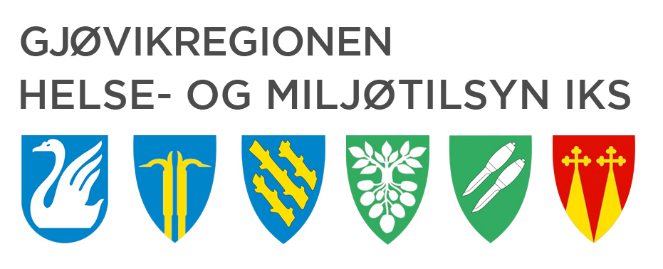 GJØVIKREGIONEN
HELSE- OG MILJØTILSYN IKS